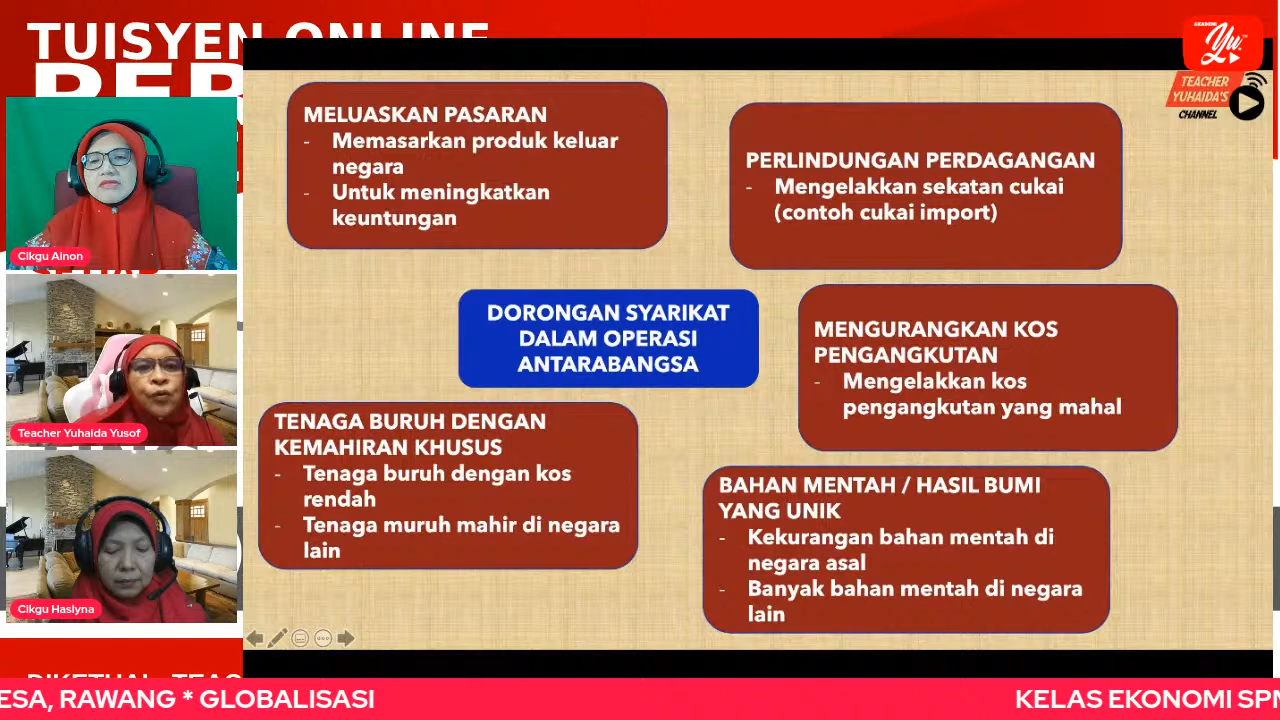 TUISYEN ONLINE
AKADEMI
Yu.
TEACHER
YUHAIDA'S
CHANNEL
MELUASKAN PASARAN
- Memasarkan produk keluar
negara
- Untuk meningkatkan
keuntungan
PERLINDUNGAN PERDAGANGAN
- Mengelakkan sekatan cukai
(contoh cukai import)
DORONGAN SYARIKAT
DALAM OPERASI
ANTARABANGSA
MENGURANGKAN KOS
PENGANGKUTAN
- Mengelakkan kos
pengangkutan yang mahal
TENAGA BURUH DENGAN
KEMAHIRAN KHUSUS
- Tenaga buruh dengan kos
rendah
- Tenaga muruh mahir di negara
lain
BAHAN MENTAH / HASIL BUMI
YANG UNIK
- Kekurangan bahan mentah di
negara asal
- Banyak bahan mentah di negara
lain
Cikgu Ainon
Teacher Yuhaida Yusof
Cikgu Haslyna
ESA, RAWANG * GLOBALISASI
KELAS EKONOMI SPM